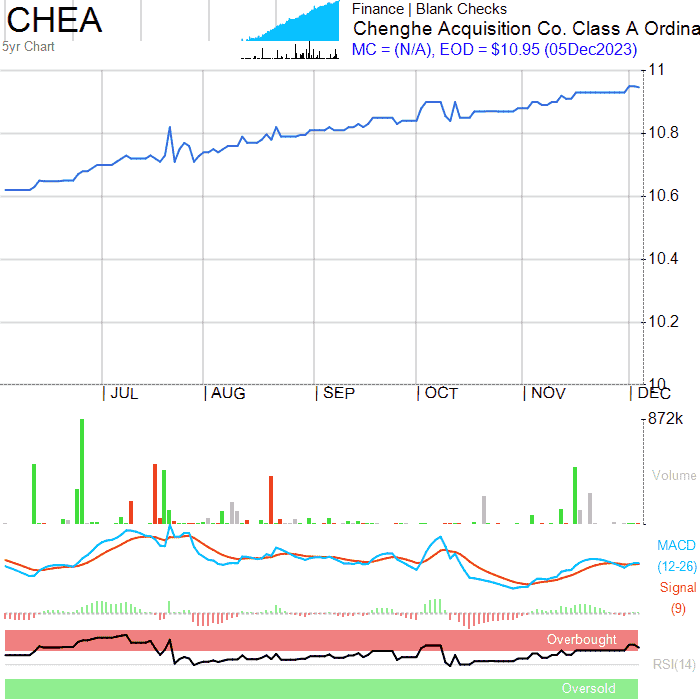 CHEA
5yr Chart
Finance | Blank Checks
Chenghe Acquisition Co. Class A Ordina
MC = (N/A), EOD = $10.95 (05Dec2023)
11
10.8
10.6
10.4
10.2
10
JUL AUG SEP OCT NOV DEC
872k
Volume
MACD
(12-26)
Signal
(9)
Overbought
RSI(14)
Oversold